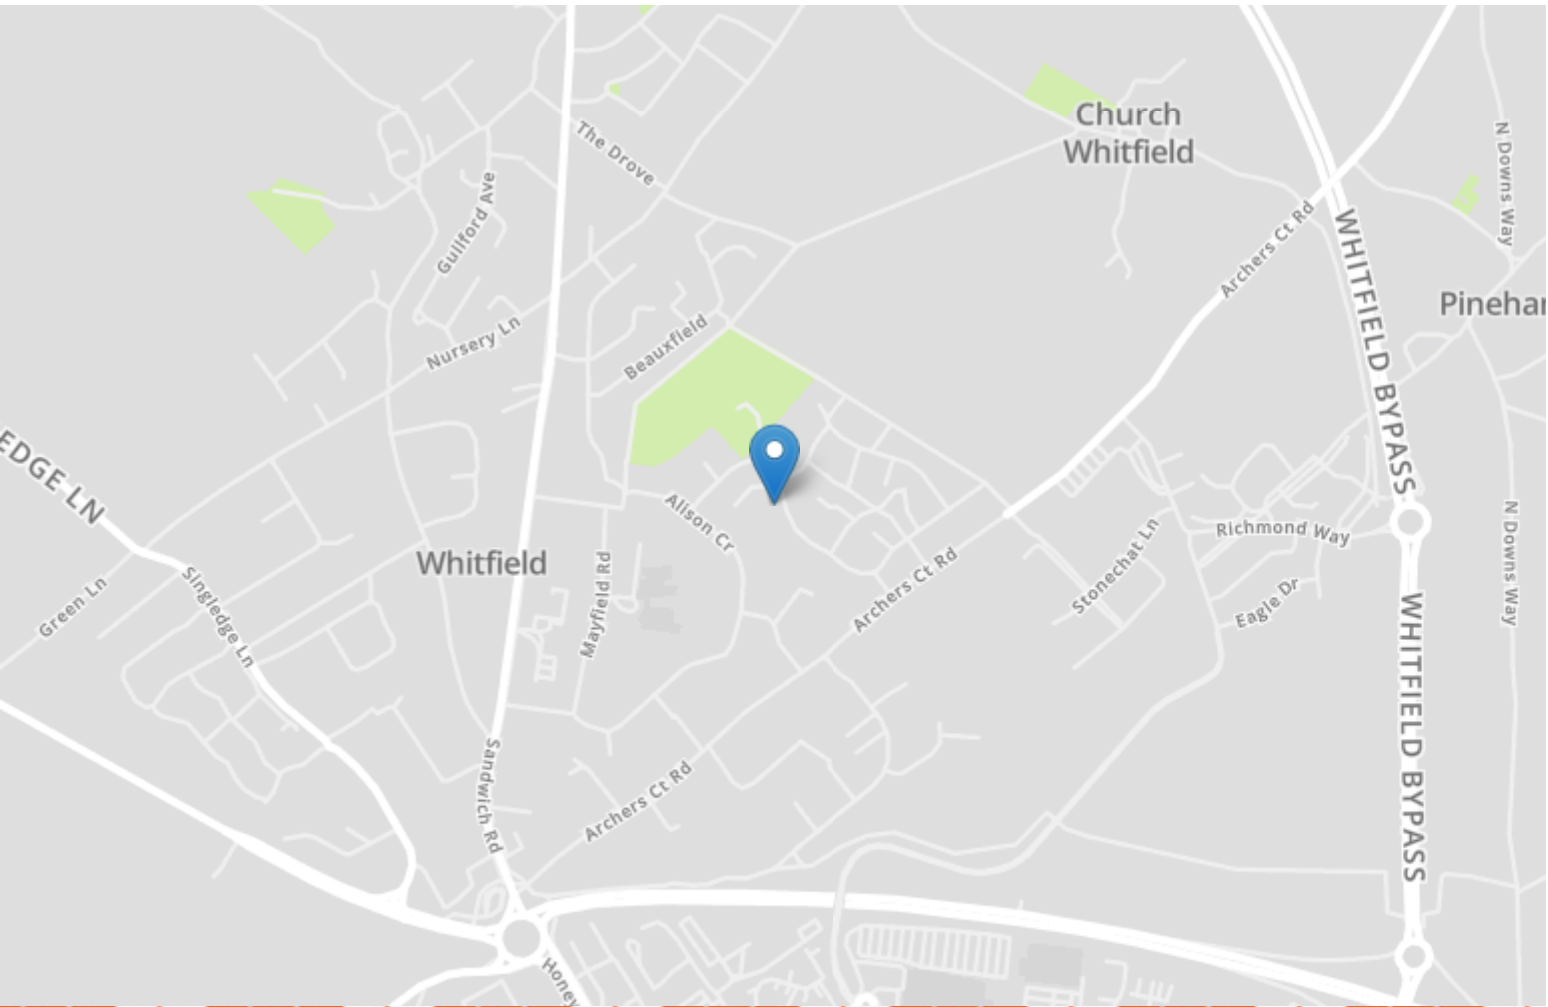 Church
Whitfield
The Drove
N Downs Way
Guilford Ave
Archers Ct Rd
WHITFIELD BYPASS
Pinehar
Nursery Ln
Beauxfield
EDGE LN
Alison Cr
Richmond Way
N Downs Way
Whitfield
Stonechat Ln
Archers Ct Rd
Mayfield Rd
Green Ln
Singledge Ln
Eagle Dr
WHITFIELD BYPASS
Sandwich Rd
Archers Ct Rd
Honey